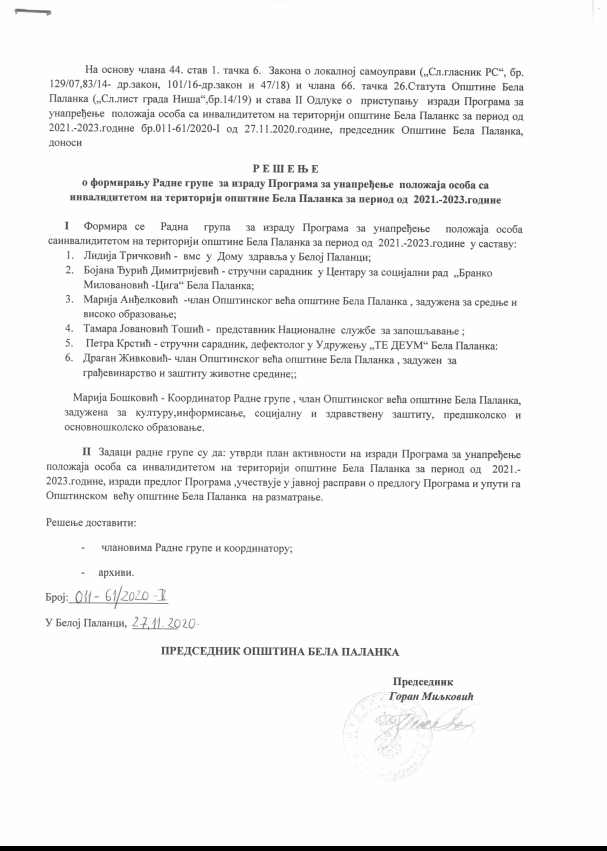 На основу члана 44. став 1. тачка 6. Закона о локалној самоуправи („Сл.гласник РС“, бр.
129/07,83/14- др.закон, 101/16-др.закон и 47/18) и члана 66. тачка 26.Статута Општине Бела
Паланка („Сл.лист града Ниша“,бр.14/19) и става II Одлуке о приступању изради Програма за
унапређење положаја особа са инвалидитетом на територији општине Бела Паланкс за период од
2021.-2023.године бр.011-61/2020-I од 27.11.2020.године, председник Општине Бела Паланка,
доноси
Р Е Ш Е Њ Е
о формирању Радне групе за израду Програма за унапређење положаја особа са
инвалидитетом на територији општине Бела Паланка за период од 2021.-2023.године
I Формира се Радна група за израду Програма за унапређење положаја особа
саинвалидитетом на територији општине Бела Паланка за период од 2021.-2023.године у саставу:
1. Лидија Тричковић - вмс у Дому здравља у Белој Паланци;
2. Бојана Ђурић Димитријевић - стручни сарадник у Центару за социјални рад „Бранко
Миловановић -Цига“ Бела Паланка;
3. Марија Анђелковић -члан Општинског већа општине Бела Паланка , задужена за средње и
високо образовање;
4. Тамара Јовановић Тошић - представник Националне службе за запошљавање ;
5. Петра Крстић - стручни сарадник, дефектолог у Удружењу „ТЕ ДЕУМ“ Бела Паланка:
6. Драган Живковић- члан Општинског већа општине Бела Паланка , задужен за
грађевинарство и заштиту животне средине;;
Марија Бошковић - Координатор Радне групе , члан Општинског већа општине Бела Паланка,
задужена за културу,информисање, социјалну и здравствену заштиту, предшколско и
основношколско образовање.
II Задаци радне групе су да: утврди план активности на изради Програма за унапређење
положаја особа са инвалидитетом на територији општине Бела Паланка за период од 2021.-
2023.године, изради предлог Програма ,учествује у јавној расправи о предлогу Програма и упути га
Општинском већу општине Бела Паланка на разматрање.
Решење доставити:
- члановима Радне групе и координатору;
- архиви.
Број: 011-61/2020-II
У Белој Паланци, 27.11.2020.
ПРЕДСЕДНИК ОПШТИНА БЕЛА ПАЛАНКА
Председник
Горан Миљковић